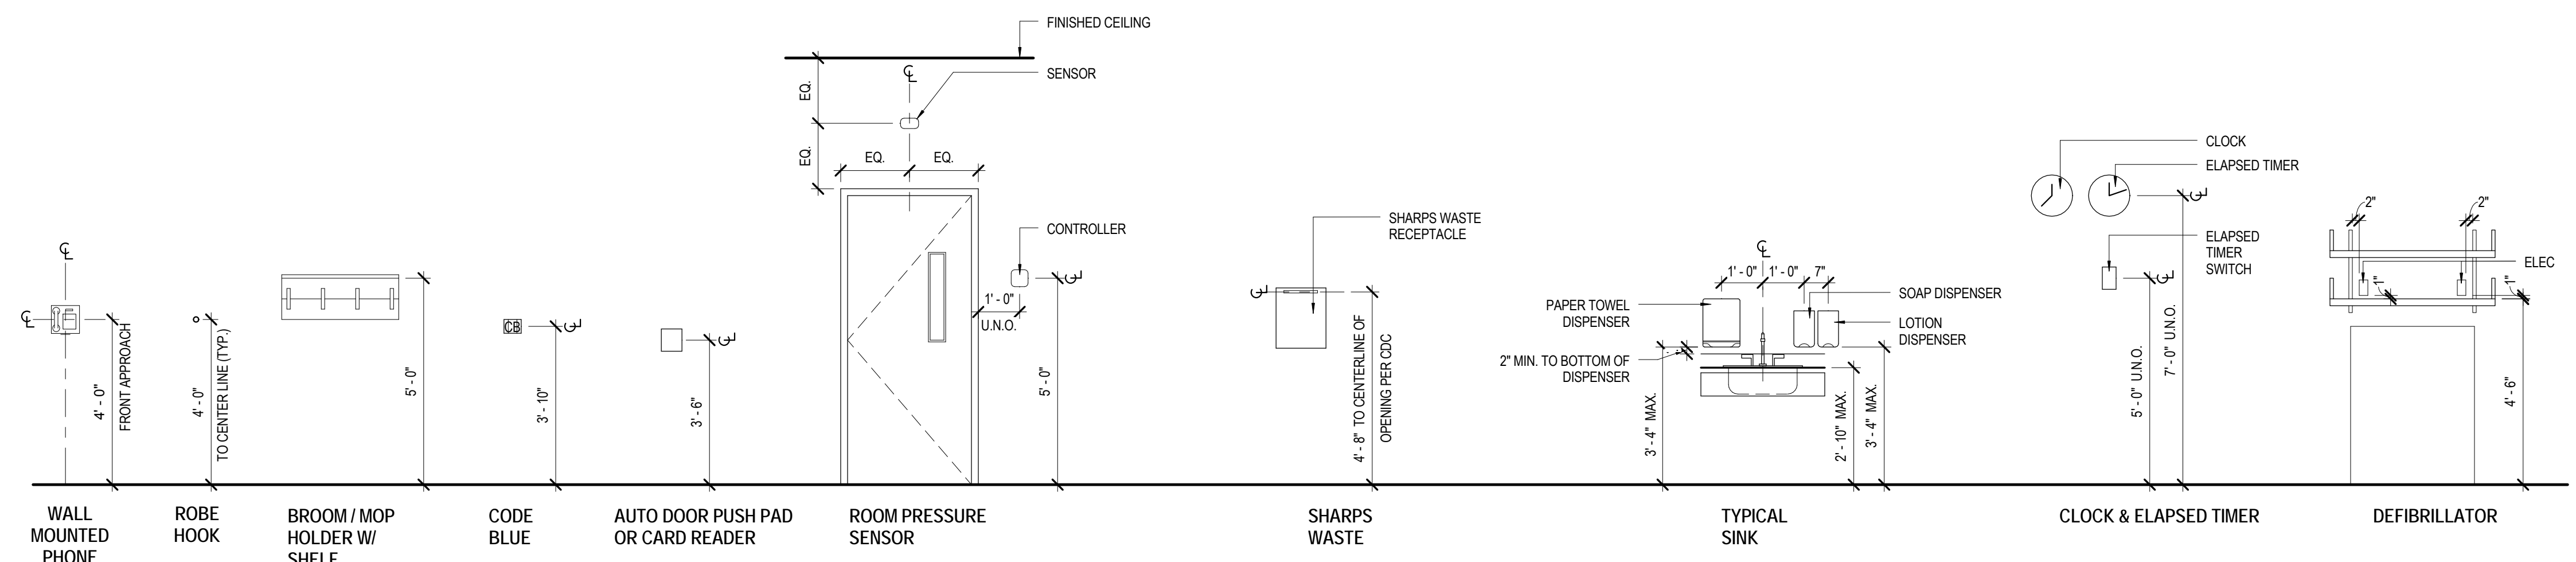 FINISHED CEILING
℄
SENSOR
EQ.
EQ.
EQ.
EQ.
CONTROLLER
℄
1' - 0"
U.N.O.
5' - 0"
ROOM PRESSURE
SENSOR
℄
℄
4' - 0"
FRONT APPROACH
WALL
MOUNTED
PHONE
4' - 0"
TO CENTER LINE (TYP.)
ROBE
HOOK
5' - 0"
BROOM / MOP
HOLDER W/
SHELF
CB
℄
3' - 10"
CODE
BLUE
℄
3' - 6"
AUTO DOOR PUSH PAD
OR CARD READER
SHARPS WASTE
RECEPTACLE
℄
4' - 8" TO CENTERLINE OF
OPENING PER CDC
SHARPS
WASTE
℄
1' - 0"
1' - 0"
7"
PAPER TOWEL
DISPENSER
SOAP DISPENSER
LOTION
DISPENSER
2" MIN. TO BOTTOM OF
DISPENSER
3' - 4" MAX.
2' - 10" MAX.
3' - 4" MAX.
TYPICAL
SINK
CLOCK
ELAPSED TIMER
℄
ELAPSED
TIMER
SWITCH
℄
5' - 0" U.N.O.
7' - 0" U.N.O.
CLOCK & ELAPSED TIMER
2"
2"
ELEC
1"
1"
4' - 6"
DEFIBRILLATOR